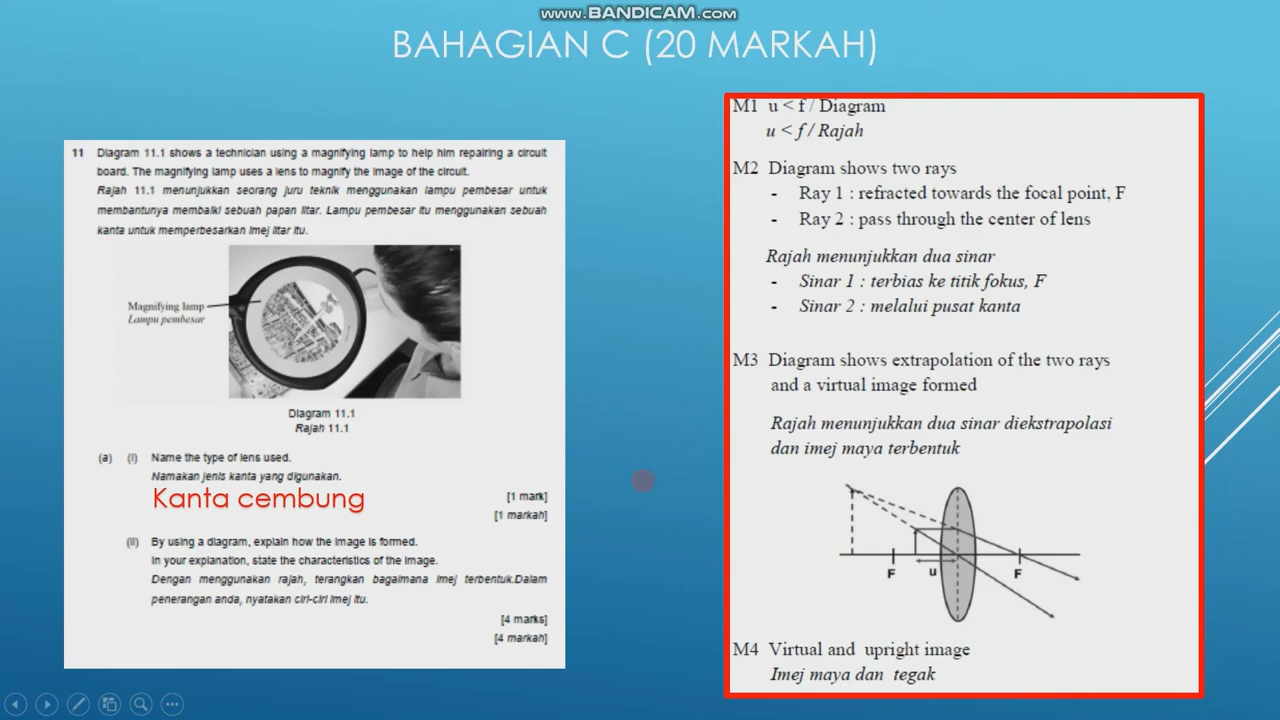 www.BANDICAM.com
BAHAGIAN C (20 MARKAH)
11 Diagram 11.1 shows a technician using a magnifying lamp to help him repairing a circuit
board. The magnifying lamp uses a lens to magnify the image of the circuit.
Rajah 11.1 menunjukkan seorang juru teknik menggunakan lampu pembesar untuk
membantunya membaiki sebuah papan litar. Lampu pembesar itu menggunakan sebuah
kanta untuk memperbesarkan imej litar itu.
Magnifying lamp
Lampu pembesar
Diagram 11.1
Rajah 11.1
(a) (i) Name the type of lens used.
Namakan jenis kanta yang digunakan.
Kanta cembung
[1 mark]
[1 markah]
(ii) By using a diagram, explain how the image is formed.
In your explanation, state the characteristics of the image.
Dengan menggunakan rajah, terangkan bagaimana imej terbentuk.Dalam
penerangan anda, nyatakan ciri-ciri imej itu.
[4 marks]
[4 markah]
M1 u < f / Diagram
u < f / Rajah
M2 Diagram shows two rays
- Ray 1 : refracted towards the focal point, F
- Ray 2 : pass through the center of lens
Rajah menunjukkan dua sinar
- Sinar 1 : terbias ke titik fokus, F
- Sinar 2 : melalui pusat kanta
M3 Diagram shows extrapolation of the two rays
and a virtual image formed
Rajah menunjukkan dua sinar diekstrapolasi
dan imej maya terbentuk
F u F
M4 Virtual and upright image
Imej maya dan tegak